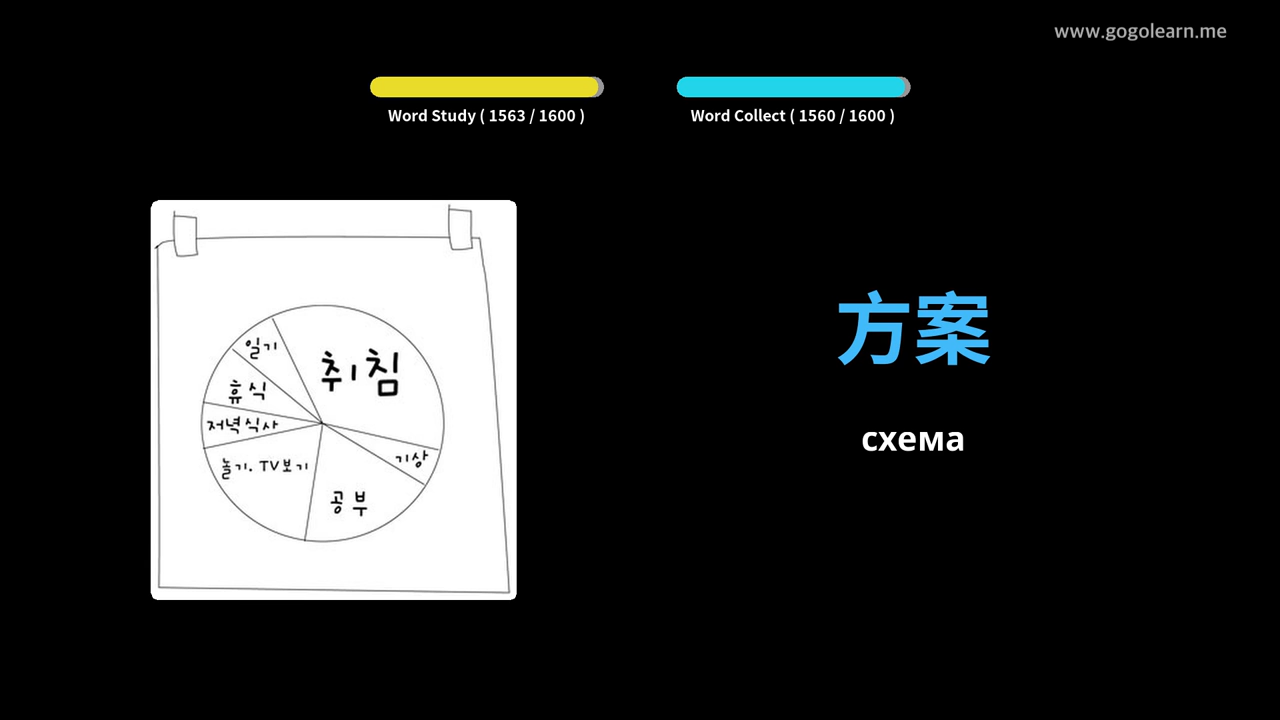 www.gogolearn.me
Word Study ( 1563 / 1600 )
Word Collect ( 1560 / 1600 )
일기
취침
휴식
저녁식사
놀기. TV보기
기상
공부
方案
схема